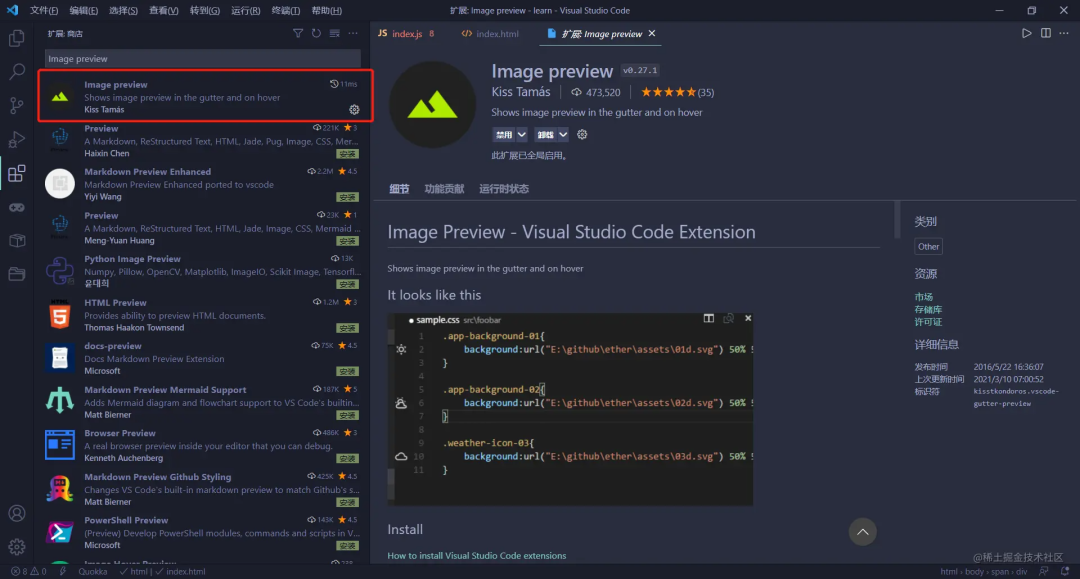 文件(F) 编辑(E) 选择(S) 查看(V) 转到(G) 运行(R) 终端(T) 帮助(H) 扩展: Image preview - learn - Visual Studio Code
扩展: 商店
JS index.js 8 index.html 扩展: Image preview
Image preview
Image preview 11ms
Shows image preview in the gutter and on hover
Kiss Tamás
Preview 221K 3
A Markdown, ReStructured Text, HTML, Jade, Pug, Image, CSS, Mer...
Haixin Chen 安装
Markdown Preview Enhanced 2.2M 4.5
Markdown Preview Enhanced ported to vscode
Yiyi Wang 安装
Preview 23K 1
A Markdown, ReStructured Text, HTML, Jade, Image, CSS, Mermaid ...
Meng-Yuan Huang 安装
Python Image Preview 13K
Numpy, Pillow, OpenCV, Matplotlib, ImageIO, Scikit Image, Tensorfl...
윤대희 安装
HTML Preview 1.2M 3
Provides ability to preview HTML documents.
Thomas Haakon Townsend 安装
docs-preview 75K 4.5
Docs Markdown Preview Extension
Microsoft 安装
Markdown Preview Mermaid Support 187K 5
Adds Mermaid diagram and flowchart support to VS Code's builtin...
Matt Bierner 安装
Browser Preview 486K 3
A real browser preview inside your editor that you can debug.
Kenneth Auchenberg 安装
Markdown Preview Github Styling 425K 4.5
Changes VS Code's built-in markdown preview to match Github's s...
Matt Bierner 安装
PowerShell Preview 143K 4.5
(Preview) Develop PowerShell modules, commands and scripts in V...
Microsoft 安装
Image preview v0.27.1
Kiss Tamás 473,520 (35)
Shows image preview in the gutter and on hover
禁用 卸载
此扩展已全局启用。
细节 功能贡献 运行时状态
Image Preview - Visual Studio Code Extension
Shows image preview in the gutter and on hover
It looks like this
sample.css src\foobar
1 .app-background-01{
2 background:url("E:\github\ether\assets\01d.svg") 50%
3 }
4
5 .app-background-02{
6 background:url("E:\github\ether\assets\02d.svg") 50%
7 }
8
9 .weather-icon-03{
10 background:url("E:\github\ether\assets\03d.svg") 50%
11 }
Install
How to install Visual Studio Code extensions
类别
Other
资源
市场
存储库
许可证
详细信息
发布时间 2016/5/22 16:36:07
上次更新时间 2021/3/10 07:00:52
标识符 kisstkondoros.vscode-
gutter-preview
@稀土掘金技术社区
8 0 Quokka html index.html html › body › span › div